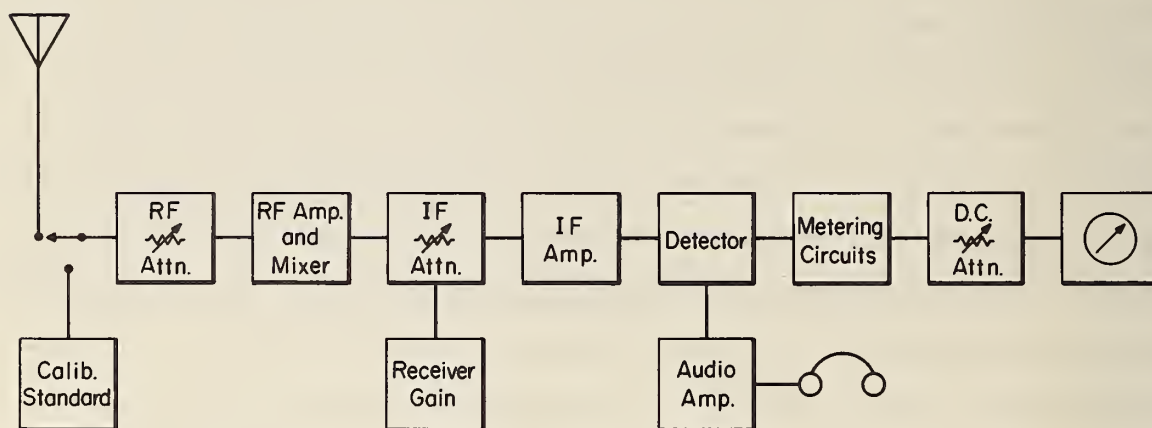 RF
Attn.
RF Amp.
and
Mixer
IF
Attn.
IF
Amp.
Detector
Metering
Circuits
D.C.
Attn.
Calib.
Standard
Receiver
Gain
Audio
Amp.